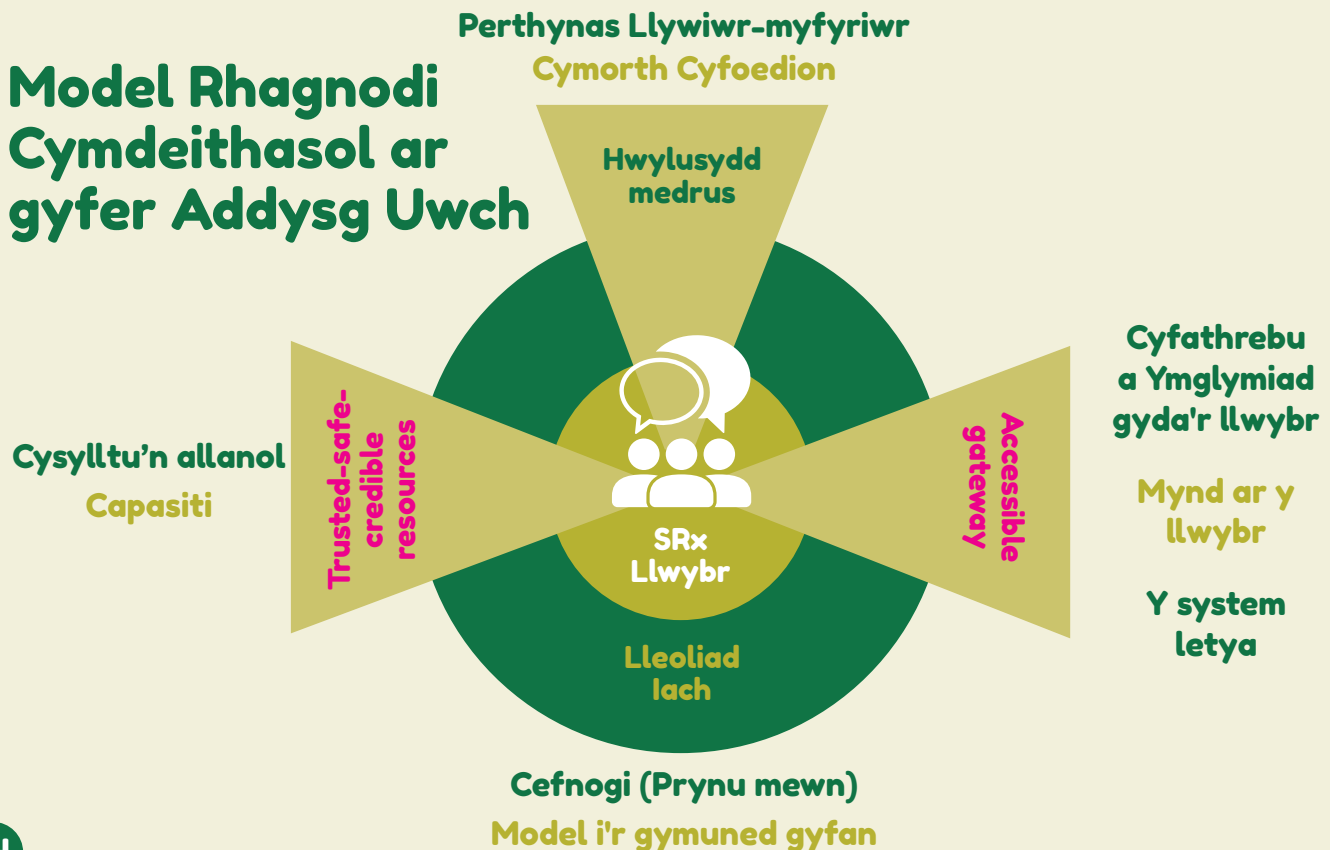 Perthynas Llywiwr-myfyriwr
Cymorth Cyfoedion
Model Rhagnodi
Cymdeithasol ar
gyfer Addysg Uwch
Hwylusydd
medrus
Cysylltu’n allanol
Capasiti
Trusted-safe-
credible
resources
SRx
Llwybr
Accessible
gateway
Cyfathrebu
a Ymglymiad
gyda'r llwybr
Mynd ar y
llwybr
Y system
letya
Lleoliad
Iach
Cefnogi (Prynu mewn)
Model i'r gymuned gyfan